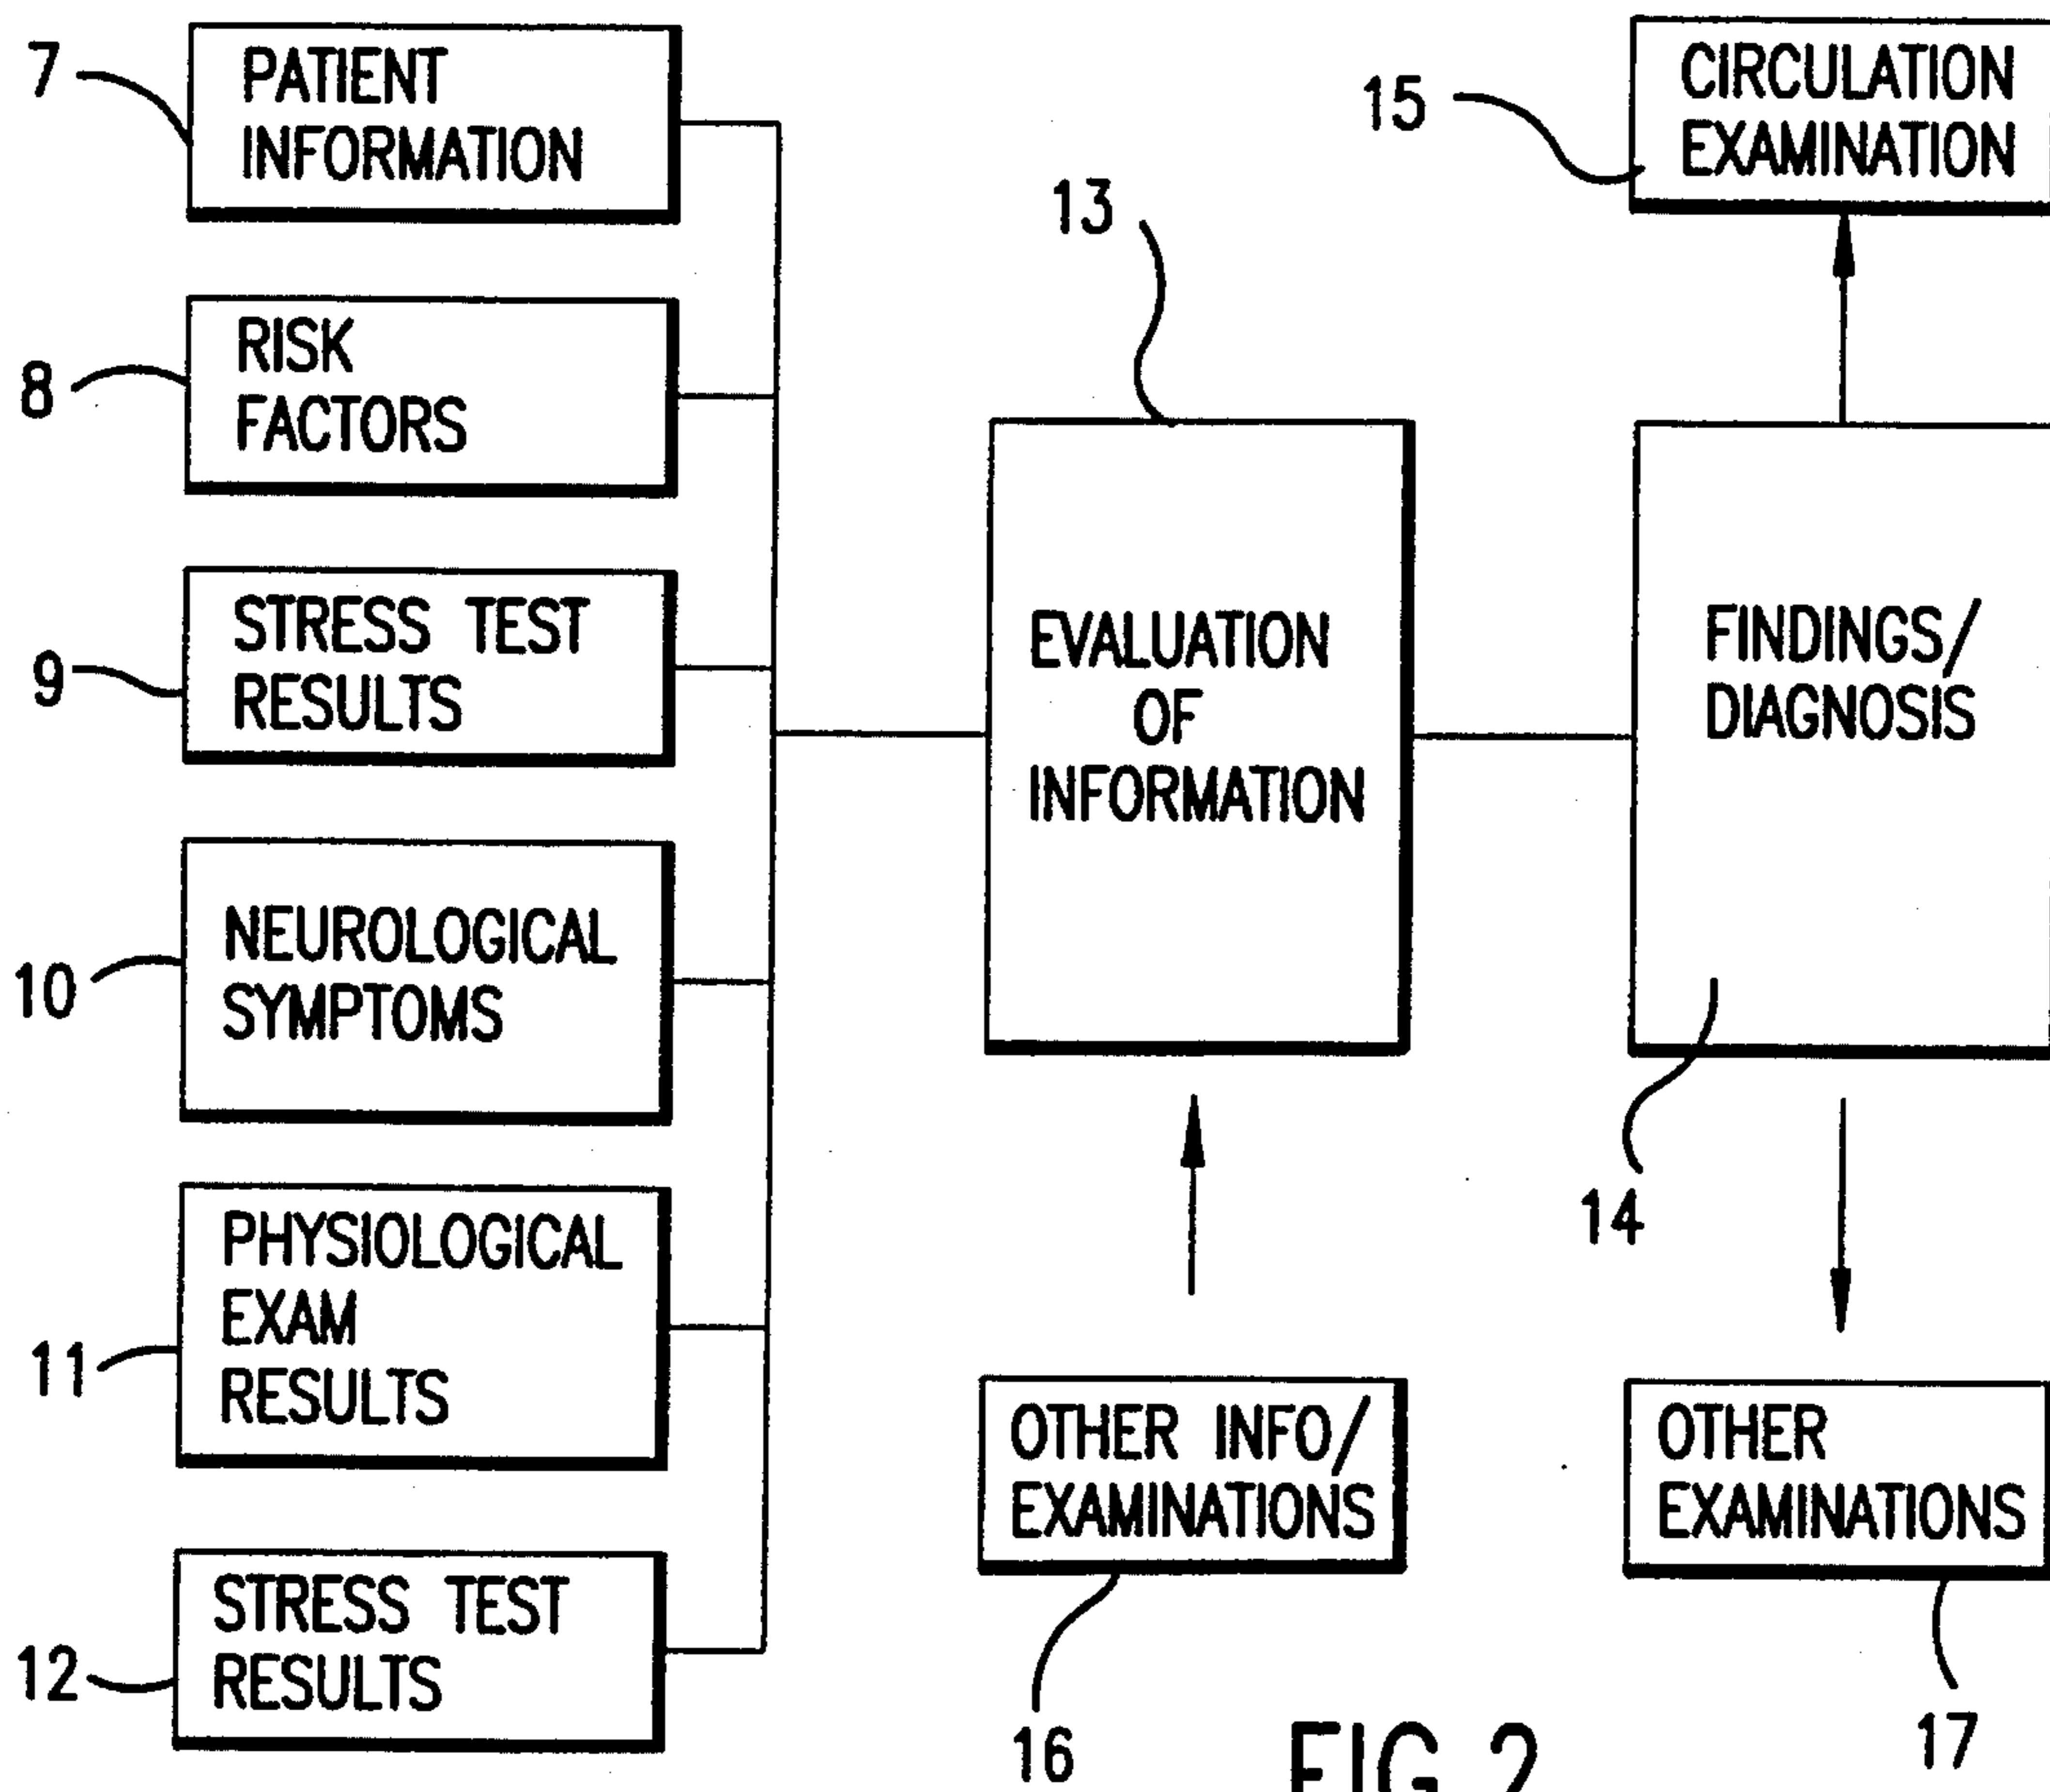 7
PATIENT
INFORMATION
8
RISK
FACTORS
9
STRESS TEST
RESULTS
10
NEUROLOGICAL
SYMPTOMS
11
PHYSIOLOGICAL
EXAM
RESULTS
12
STRESS TEST
RESULTS
13
EVALUATION
OF
INFORMATION
OTHER INFO/
EXAMINATIONS
16
15
CIRCULATION
EXAMINATION
FINDINGS/
DIAGNOSIS
14
OTHER
EXAMINATIONS
17
FIG.2